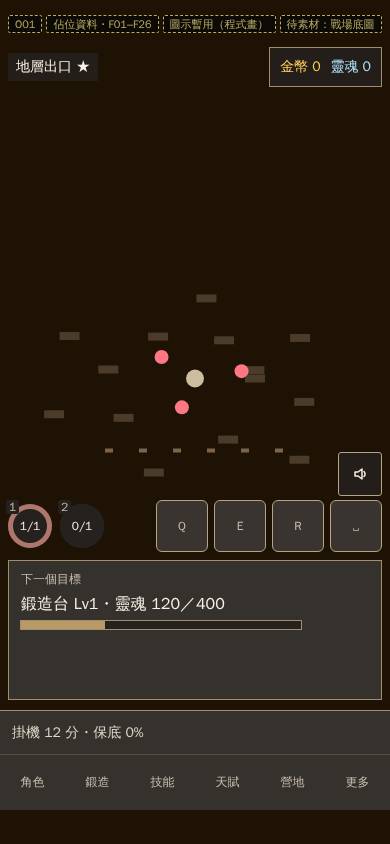 001 佔位資料・F01—F26 圖示暫用（程式畫） 待素材：戰場底圖
地層出口 ★ 金幣 0 靈魂 0
1 1/1 2 0/1 Q E R ␣
下一個目標
鍛造台 Lv1・靈魂 120／400
掛機 12 分・保底 0%
角色 鍛造 技能 天賦 營地 更多